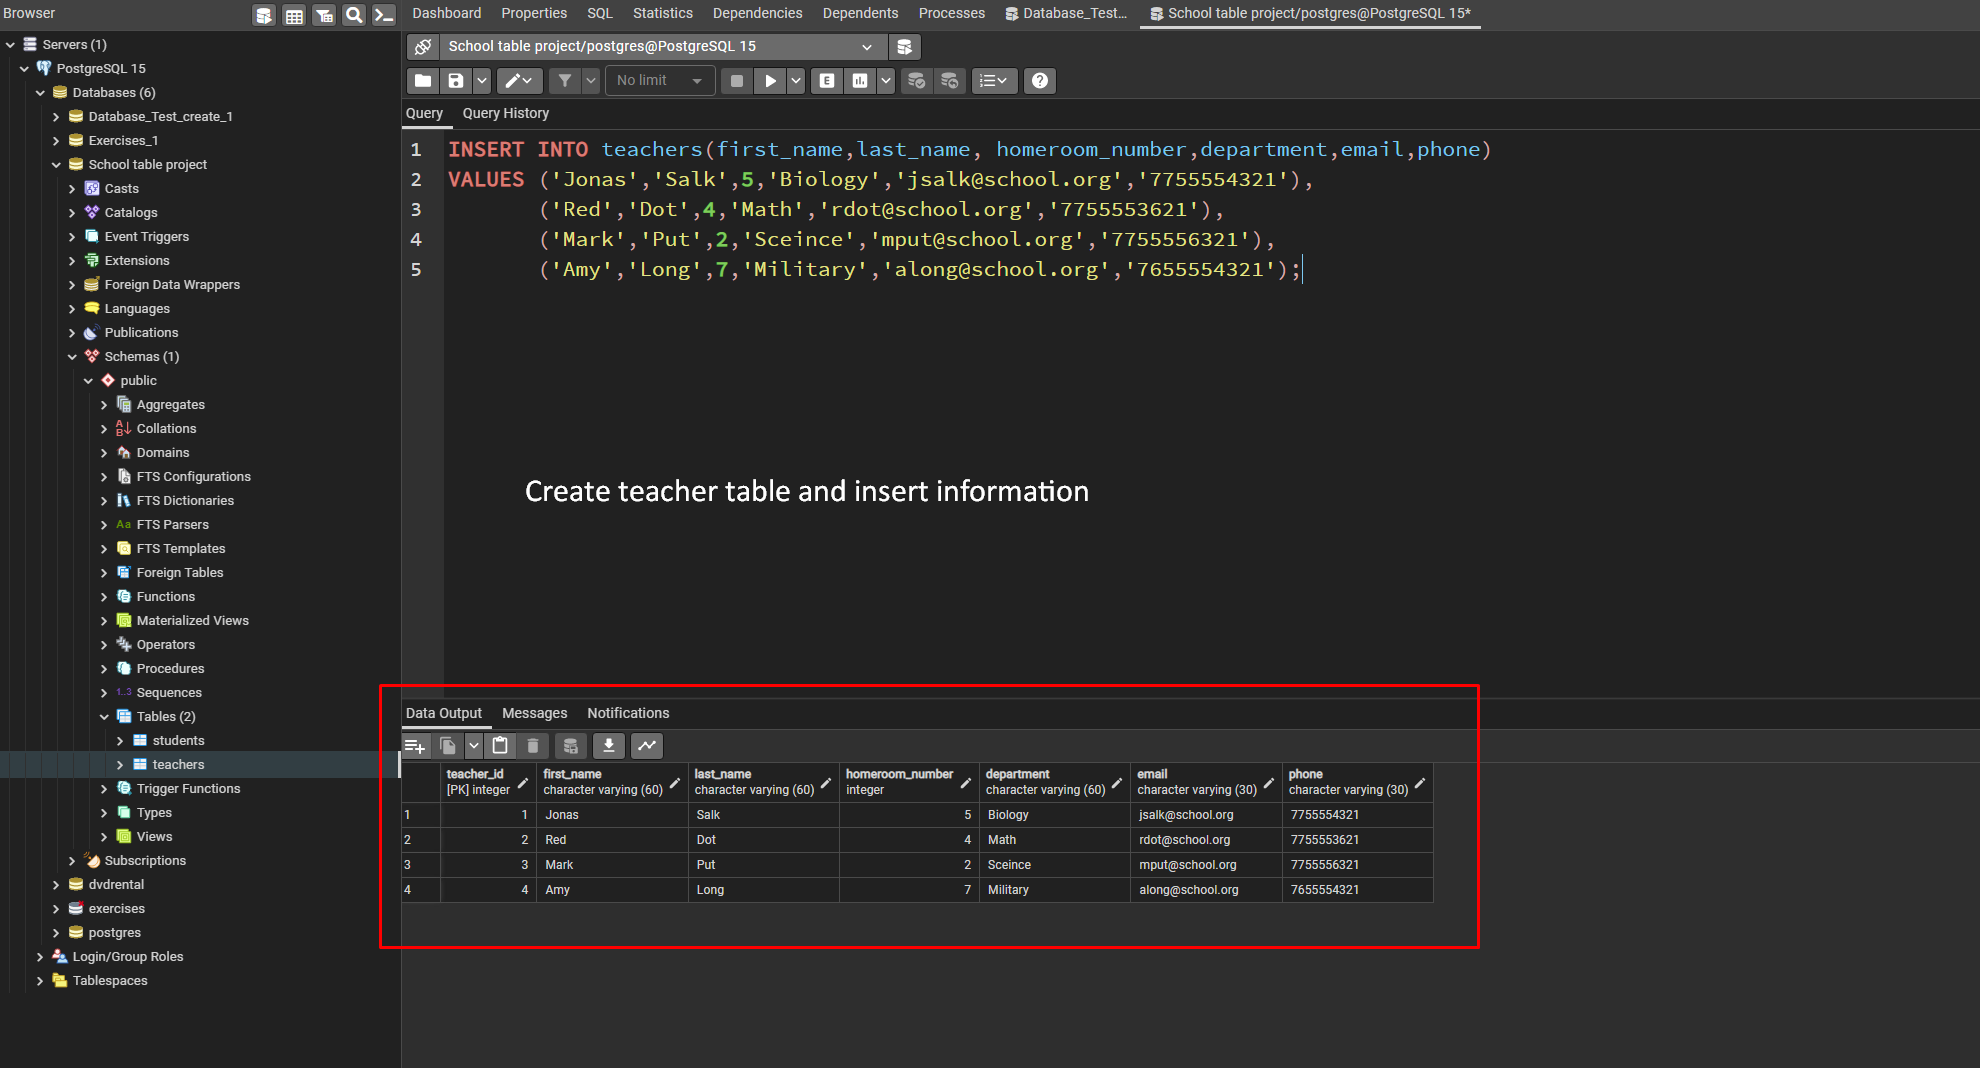 Browser
Servers (1)
PostgreSQL 15
Databases (6)
Database_Test_create_1
Exercises_1
School table project
Casts
Catalogs
Event Triggers
Extensions
Foreign Data Wrappers
Languages
Publications
Schemas (1)
public
Aggregates
Collations
Domains
FTS Configurations
FTS Dictionaries
Aa FTS Parsers
FTS Templates
Foreign Tables
Functions
Materialized Views
Operators
Procedures
1..3 Sequences
Tables (2)
students
teachers
Trigger Functions
Types
Views
Subscriptions
dvdrental
exercises
postgres
Login/Group Roles
Tablespaces
Dashboard Properties SQL Statistics Dependencies Dependents Processes Database_Test... School table project/postgres@PostgreSQL 15*
School table project/postgres@PostgreSQL 15
No limit E
Query Query History
1 INSERT INTO teachers(first_name,last_name, homeroom_number,department,email,phone)
2 VALUES ('Jonas','Salk',5,'Biology','jsalk@school.org','7755554321'),
3 ('Red','Dot',4,'Math','rdot@school.org','7755553621'),
4 ('Mark','Put',2,'Sceince','mput@school.org','7755556321'),
5 ('Amy','Long',7,'Military','along@school.org','7655554321');
Create teacher table and insert information
Data Output Messages Notifications
teacher_id first_name last_name homeroom_number department email phone
[PK] integer character varying (60) character varying (60) integer character varying (60) character varying (30) character varying (30)
1 1 Jonas Salk 5 Biology jsalk@school.org 7755554321
2 2 Red Dot 4 Math rdot@school.org 7755553621
3 3 Mark Put 2 Sceince mput@school.org 7755556321
4 4 Amy Long 7 Military along@school.org 7655554321